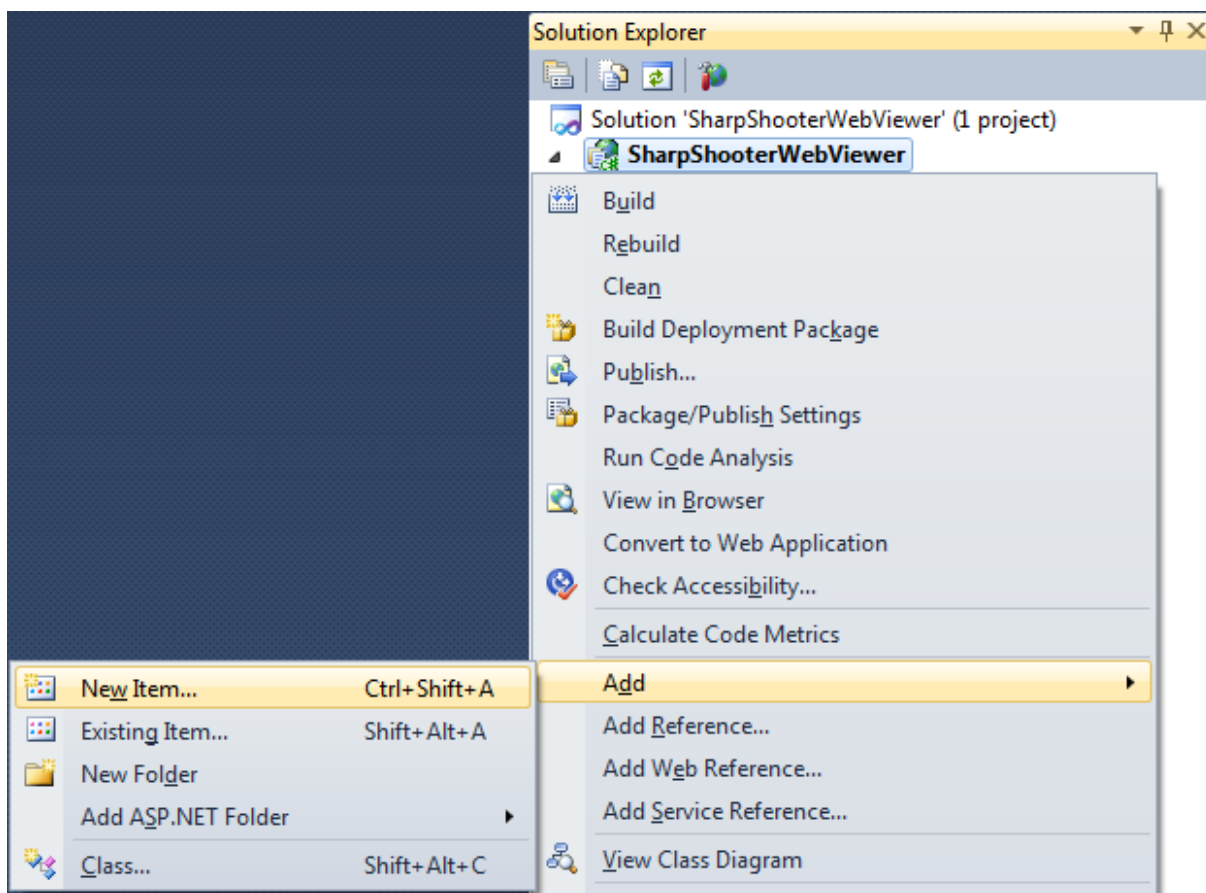 Solution Explorer
Solution 'SharpShooterWebViewer' (1 project)
SharpShooterWebViewer
Build
Rebuild
Clean
Build Deployment Package
Publish...
Package/Publish Settings
Run Code Analysis
View in Browser
Convert to Web Application
Check Accessibility...
Calculate Code Metrics
Add
Add Reference...
Add Web Reference...
Add Service Reference...
View Class Diagram
New Item... Ctrl+Shift+A
Existing Item... Shift+Alt+A
New Folder
Add ASP.NET Folder
Class... Shift+Alt+C